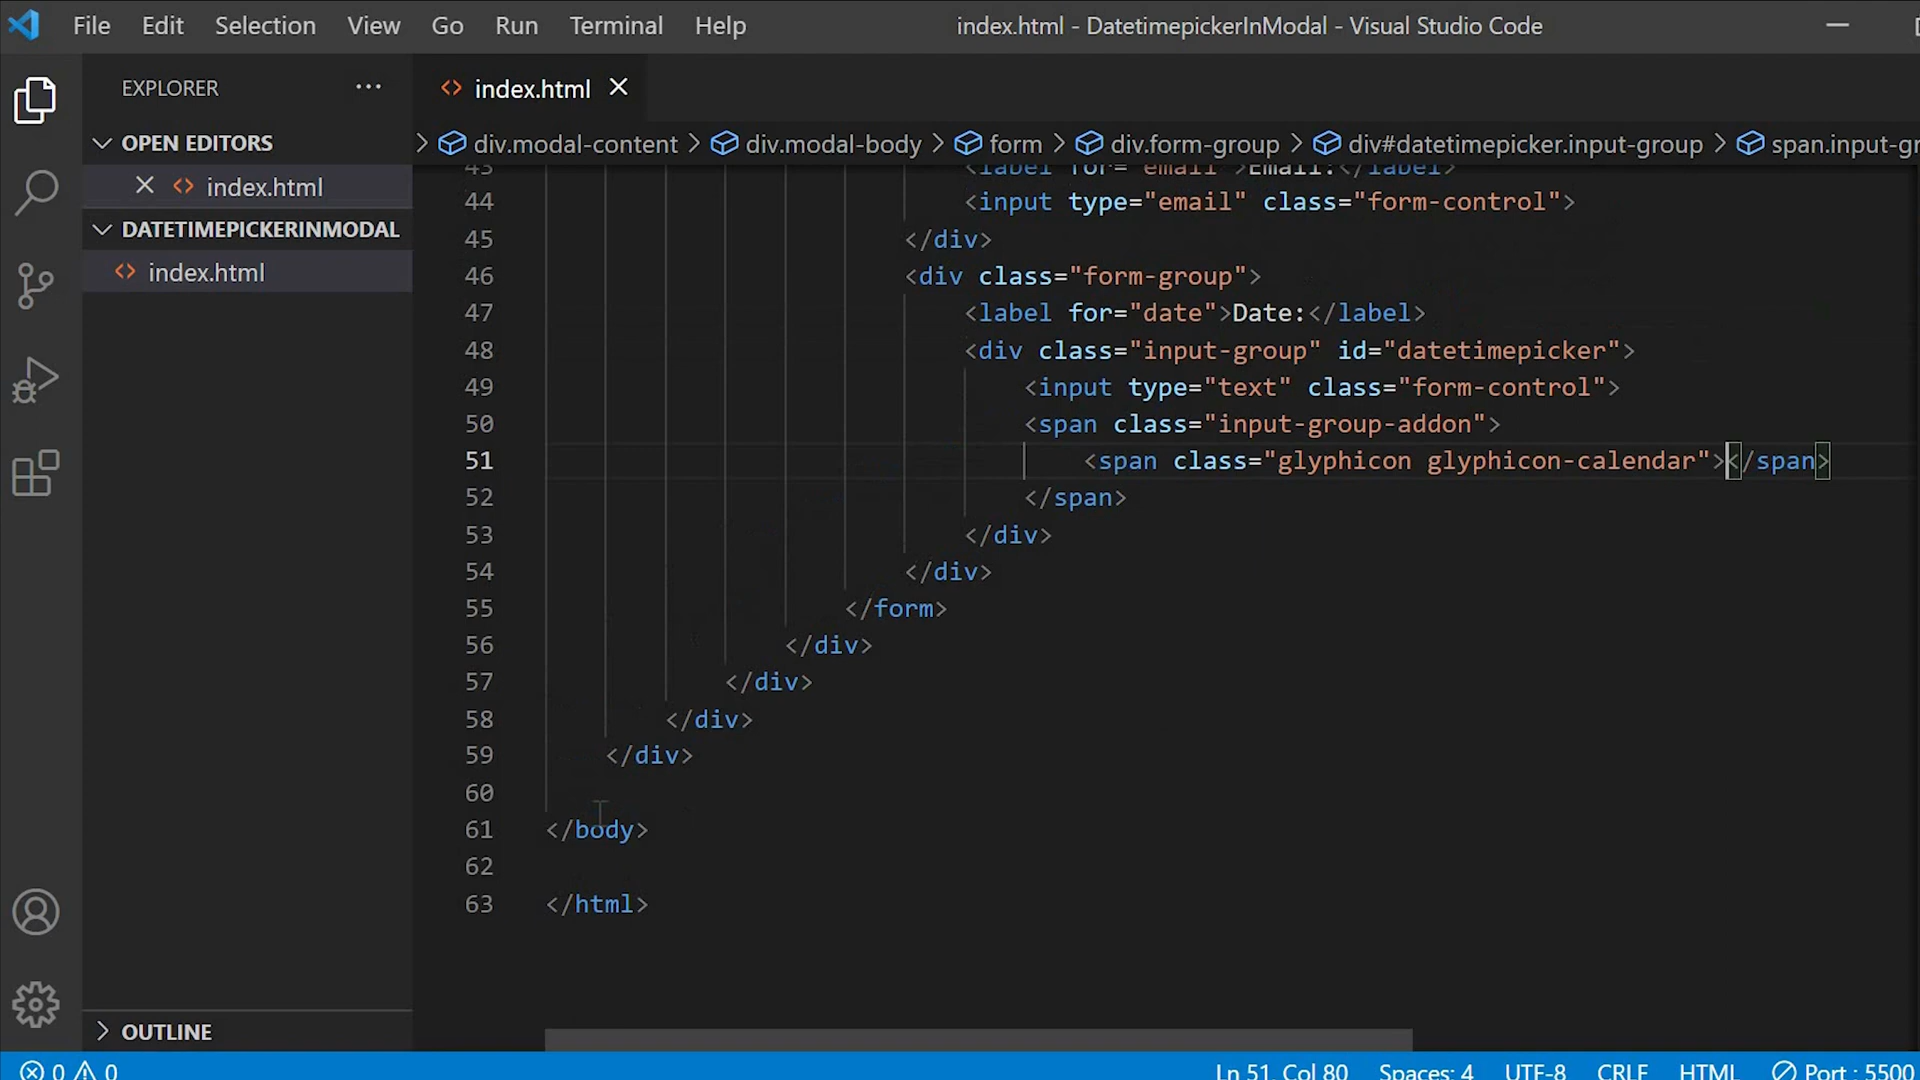 File Edit Selection View Go Run Terminal Help index.html - DatetimepickerInModal - Visual Studio Code
EXPLORER ··· index.html
OPEN EDITORS
index.html
DATETIMEPICKERINMODAL
index.html
OUTLINE
div.modal-content > div.modal-body > form > div.form-group > div#datetimepicker.input-group > span.input-gr
43 <label for="email">Email:</label>
44 <input type="email" class="form-control">
45 </div>
46 <div class="form-group">
47 <label for="date">Date:</label>
48 <div class="input-group" id="datetimepicker">
49 <input type="text" class="form-control">
50 <span class="input-group-addon">
51 <span class="glyphicon glyphicon-calendar"></span>
52 </span>
53 </div>
54 </div>
55 </form>
56 </div>
57 </div>
58 </div>
59 </div>
60
61 </body>
62
63 </html>
0 0 Ln 51, Col 80 Spaces: 4 UTF-8 CRLF HTML Port : 5500